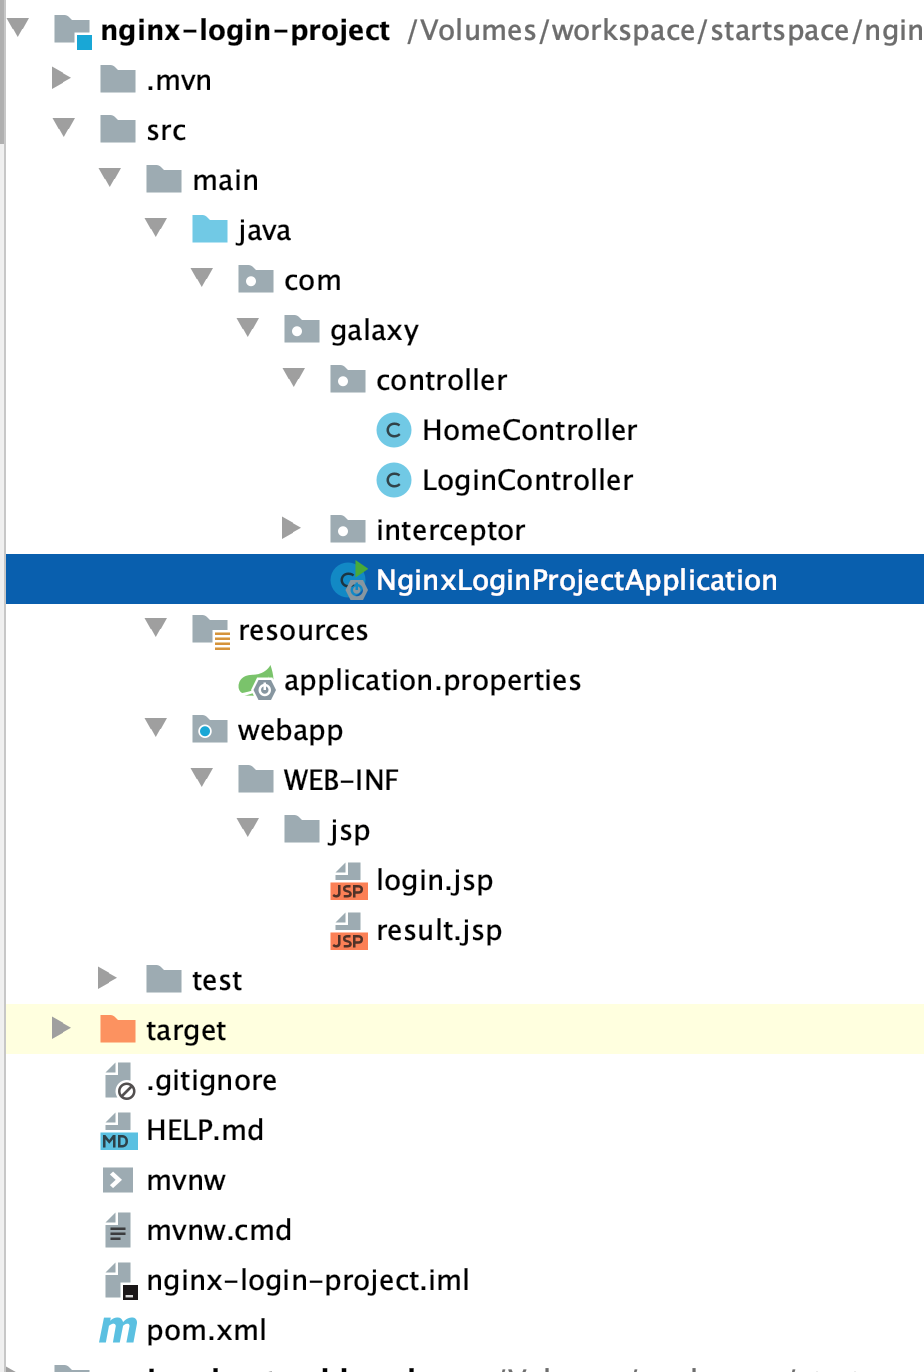 nginx-login-project /Volumes/workspace/startspace/ngin
.mvn
src
main
java
com
galaxy
controller
C HomeController
C LoginController
interceptor
C NginxLoginProjectApplication
resources
application.properties
webapp
WEB-INF
jsp
JSP login.jsp
JSP result.jsp
test
target
.gitignore
MD HELP.md
mvnw
mvnw.cmd
nginx-login-project.iml
m pom.xml